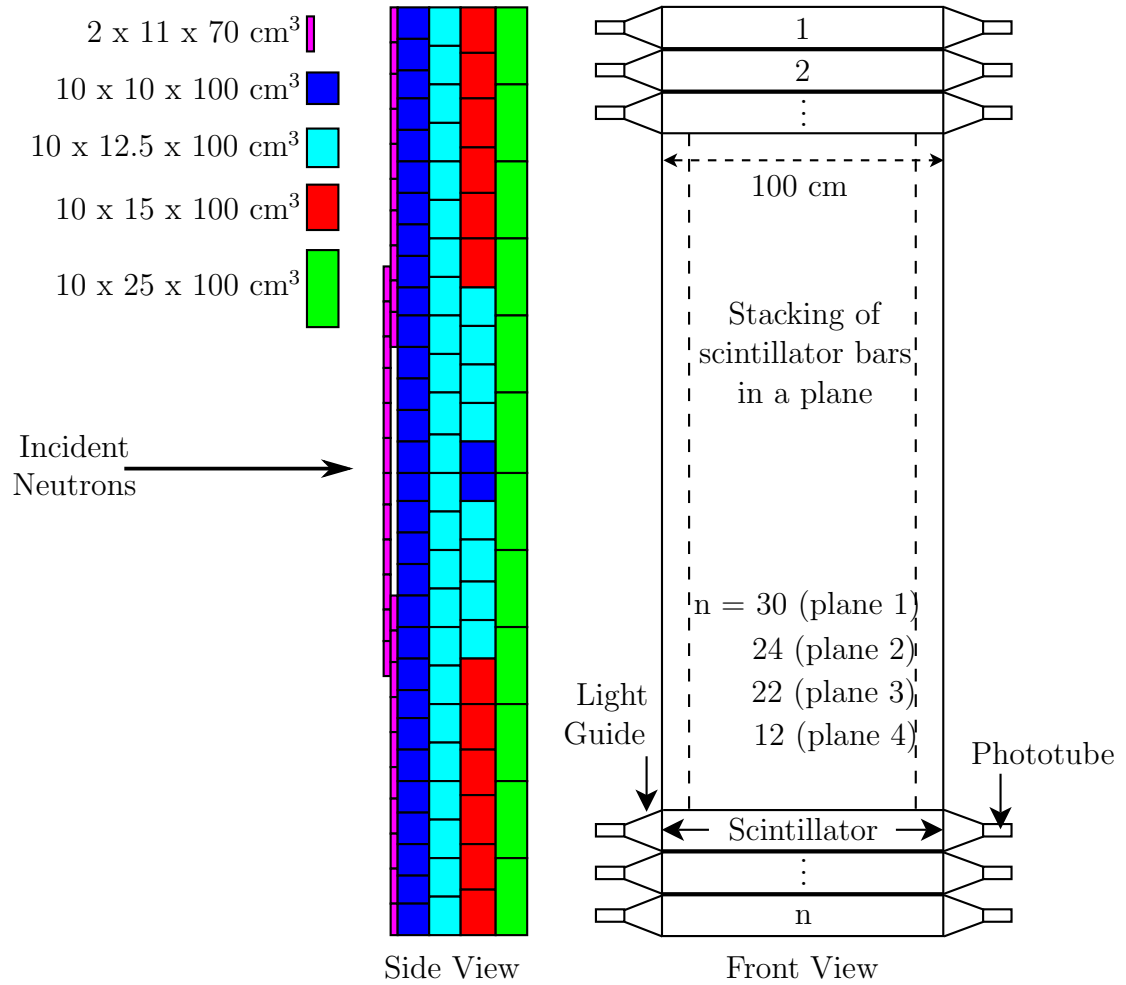 2 x 11 x 70 cm³
10 x 10 x 100 cm³
10 x 12.5 x 100 cm³
10 x 15 x 100 cm³
10 x 25 x 100 cm³
Incident
Neutrons
Side View
1
2
⋮
100 cm
Stacking of
scintillator bars
in a plane
n = 30 (plane 1)
24 (plane 2)
22 (plane 3)
12 (plane 4)
Light
Guide
Phototube
Scintillator
⋮
n
Front View